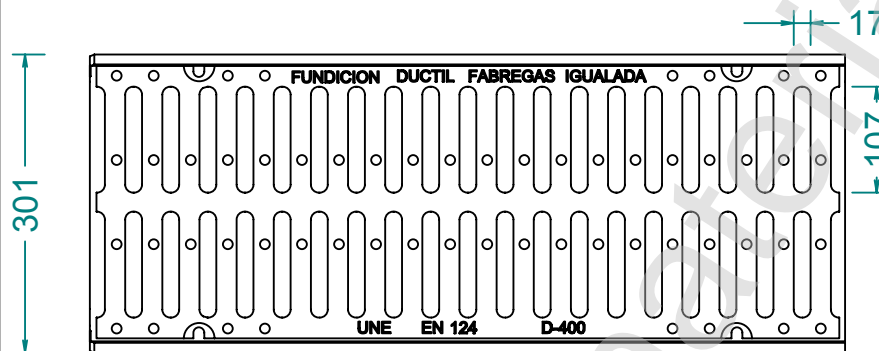 17
FUNDICION DUCTIL FABREGAS IGUALADA
107
301
UNE EN 124 D-400